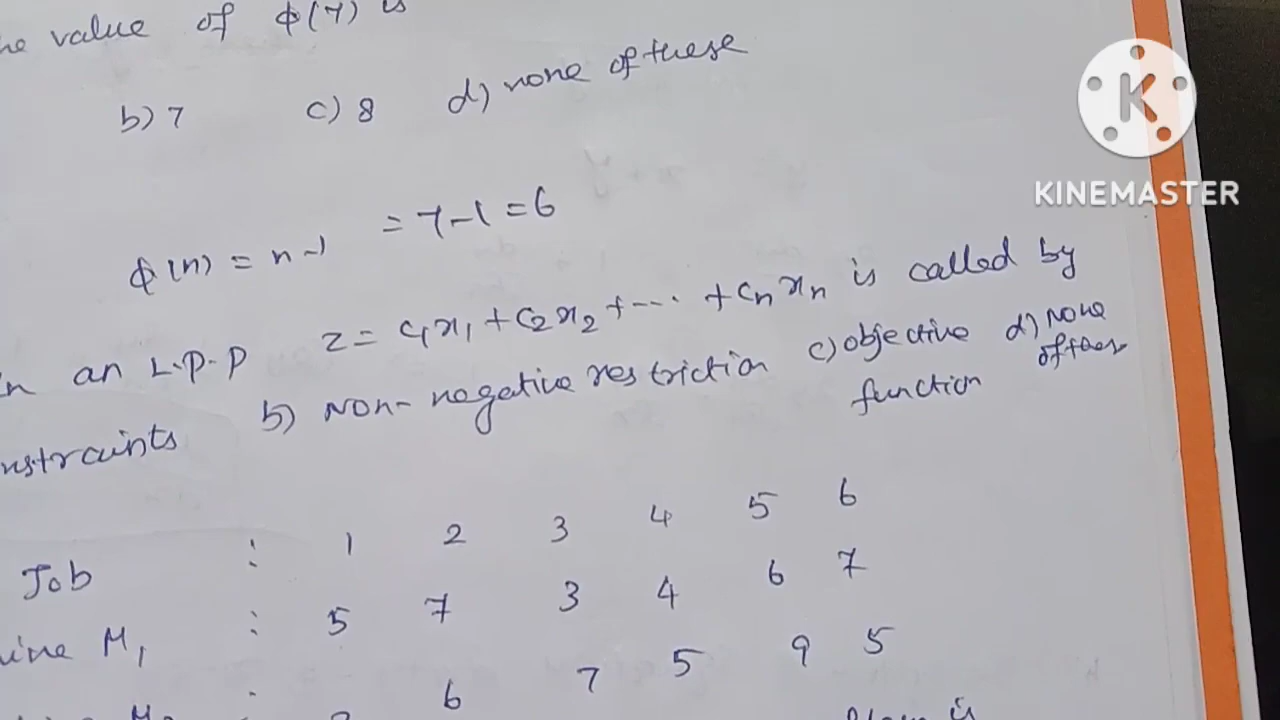 value of φ(7) is
b) 7 c) 8 d) none of these
φ(n) = n-1 = 7-1 = 6
an L.P.P z = c₁x₁ + c₂x₂ + --- + cₙxₙ is called by
b) Non-negative restriction c) objective function d) none of these
Job : 1 2 3 4 5 6
M₁ : 5 7 3 4 6 7
: 6 7 5 9 5
is
K
KINEMASTER